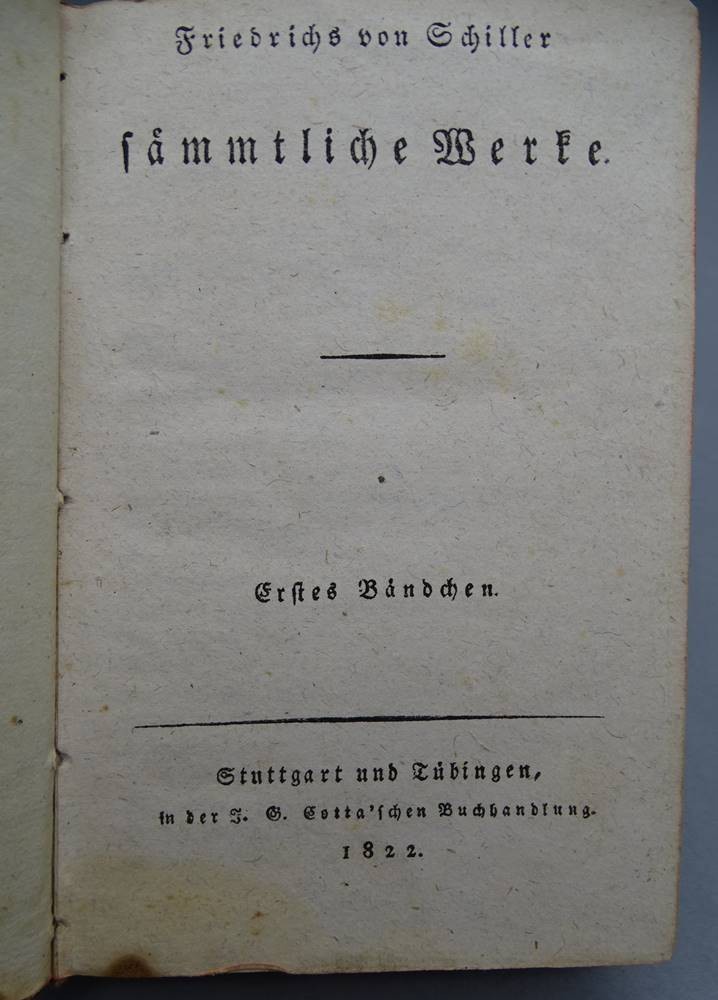 Friedrichs von Schiller
sämmtliche Werke.
Erstes Bändchen.
Stuttgart und Tübingen,
in der J. G. Cotta'schen Buchhandlung.
1822.